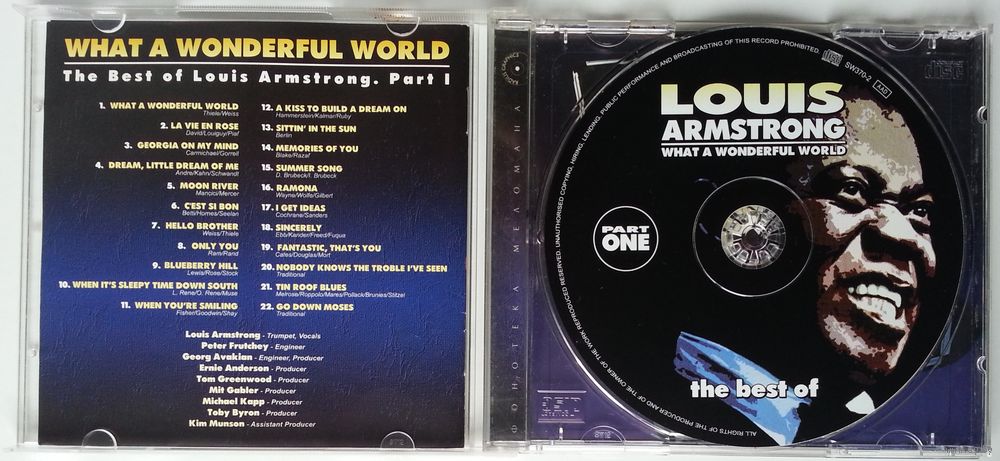 WHAT A WONDERFUL WORLD
The Best of Louis Armstrong. Part I
1. WHAT A WONDERFUL WORLD
Thiele/Weiss
2. LA VIE EN ROSE
David/Louiguy/Piaf
3. GEORGIA ON MY MIND
Carmichael/Gorrell
4. DREAM, LITTLE DREAM OF ME
Andre/Kahn/Schwandt
5. MOON RIVER
Mancini/Mercer
6. C'EST SI BON
Betti/Homes/Seelan
7. HELLO BROTHER
Weiss/Thiele
8. ONLY YOU
Ram/Rand
9. BLUEBERRY HILL
Lewis/Rose/Stock
10. WHEN IT'S SLEEPY TIME DOWN SOUTH
L. Rene/O. Rene/Muse
11. WHEN YOU'RE SMILING
Fisher/Goodwin/Shay
12. A KISS TO BUILD A DREAM ON
Hammerstein/Kalmar/Ruby
13. SITTIN' IN THE SUN
Berlin
14. MEMORIES OF YOU
Blake/Razaf
15. SUMMER SONG
D. Brubeck/I. Brubeck
16. RAMONA
Wayne/Wolfe/Gilbert
17. I GET IDEAS
Cochrane/Sanders
18. SINCERELY
Ebb/Kander/Freed/Fuqua
19. FANTASTIC, THAT'S YOU
Cates/Douglas/Mort
20. NOBODY KNOWS THE TROBLE I'VE SEEN
Traditional
21. TIN ROOF BLUES
Melrose/Roppolo/Mares/Pollack/Brunies/Stitzel
22. GO DOWN MOSES
Traditional
Louis Armstrong - Trumpet, Vocals
Peter Frutchey - Engineer
Georg Avakian - Engineer, Producer
Ernie Anderson - Producer
Tom Greenwood - Producer
Mit Gabler - Producer
Michael Kapp - Producer
Toby Byron - Producer
Kim Munson - Assistant Producer
ФОНОТЕКА МЕЛОМАНА
LOUIS
ARMSTRONG
WHAT A WONDERFUL WORLD
PART
ONE
the best of
SW370-2
AAD
disc
ALL RIGHTS OF THE PRODUCER AND OF THE OWNER OF THE WORK REPRODUCED RESERVED. UNAUTHORISED COPYING, HIRING, LENDING, PUBLIC PERFORMANCE AND BROADCASTING OF THIS RECORD PROHIBITED.